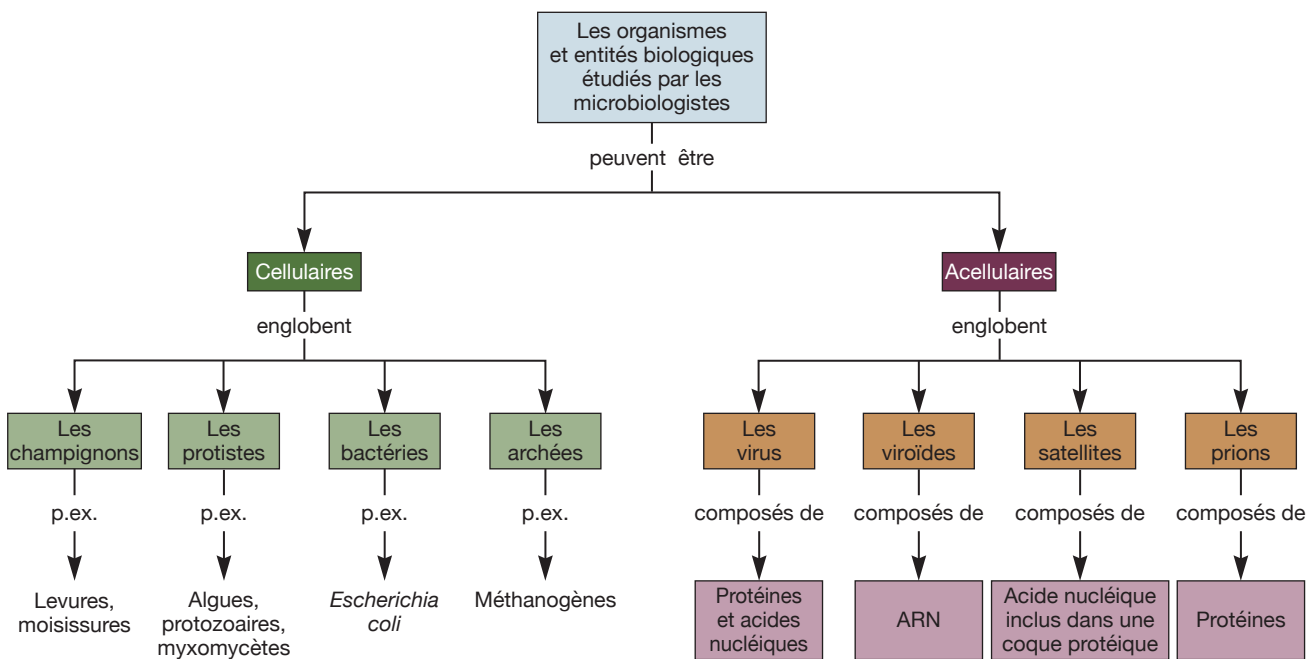 Les organismes
et entités biologiques
étudiés par les
microbiologistes
peuvent être
Cellulaires
Acellulaires
englobent
englobent
Les
champignons
Les
protistes
Les
bactéries
Les
archées
Les
virus
Les
viroïdes
Les
satellites
Les
prions
p.ex.
p.ex.
p.ex.
p.ex.
composés de
composés de
composés de
composés de
Levures,
moisissures
Algues,
protozoaires,
myxomycètes
Escherichia
coli
Méthanogènes
Protéines
et acides
nucléiques
ARN
Acide nucléique
inclus dans une
coque protéique
Protéines